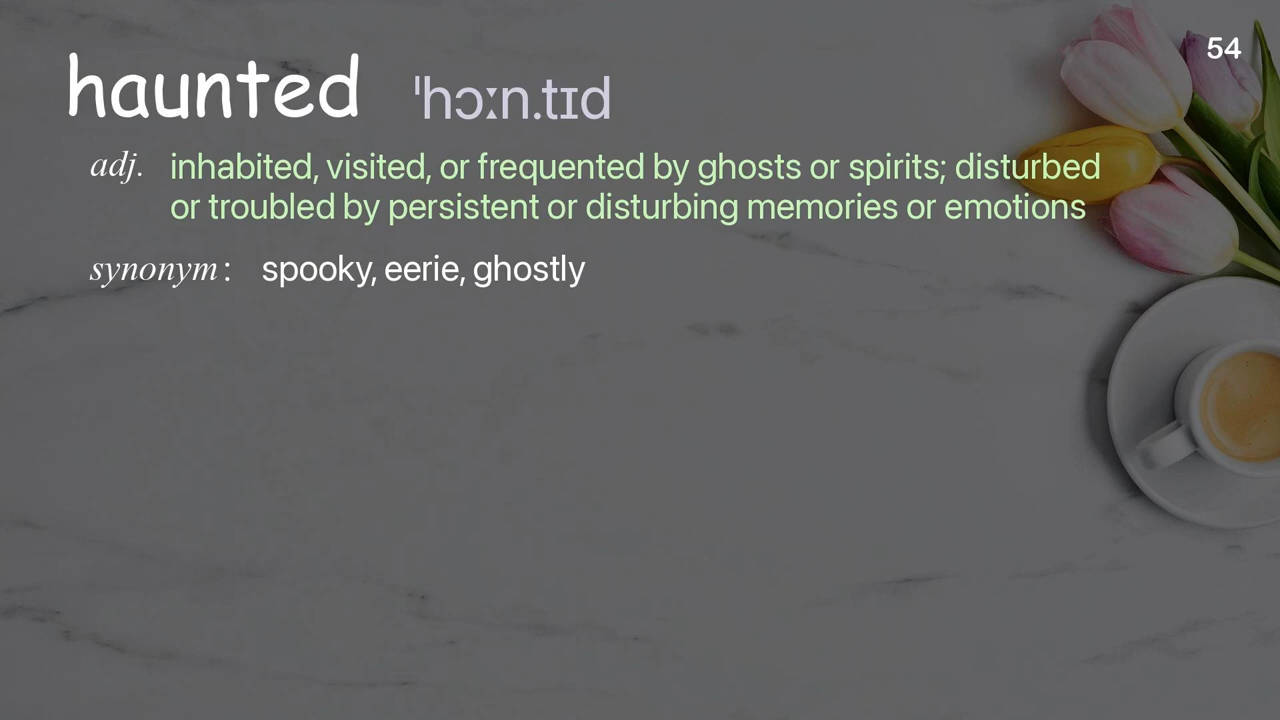 54
haunted ˈhɔːn.tɪd
adj. inhabited, visited, or frequented by ghosts or spirits; disturbed
or troubled by persistent or disturbing memories or emotions
synonym: spooky, eerie, ghostly